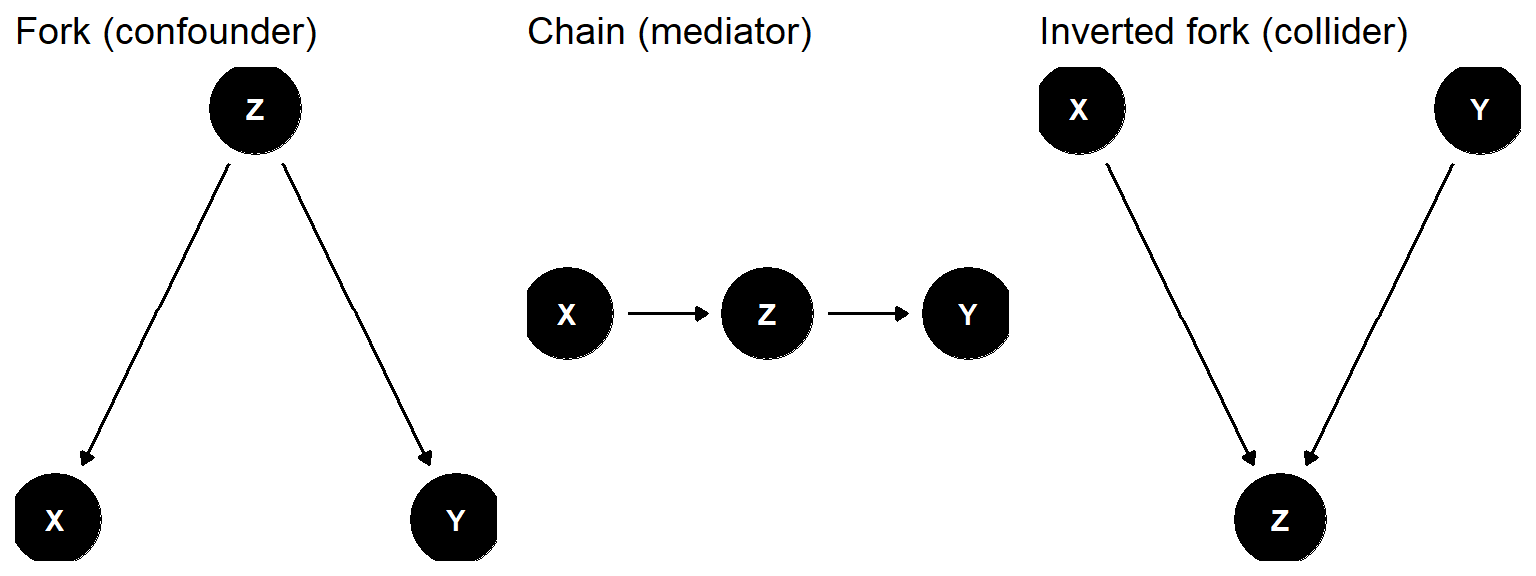 Fork (confounder)
Z
X
Y
Chain (mediator)
X
Z
Y
Inverted fork (collider)
X
Y
Z